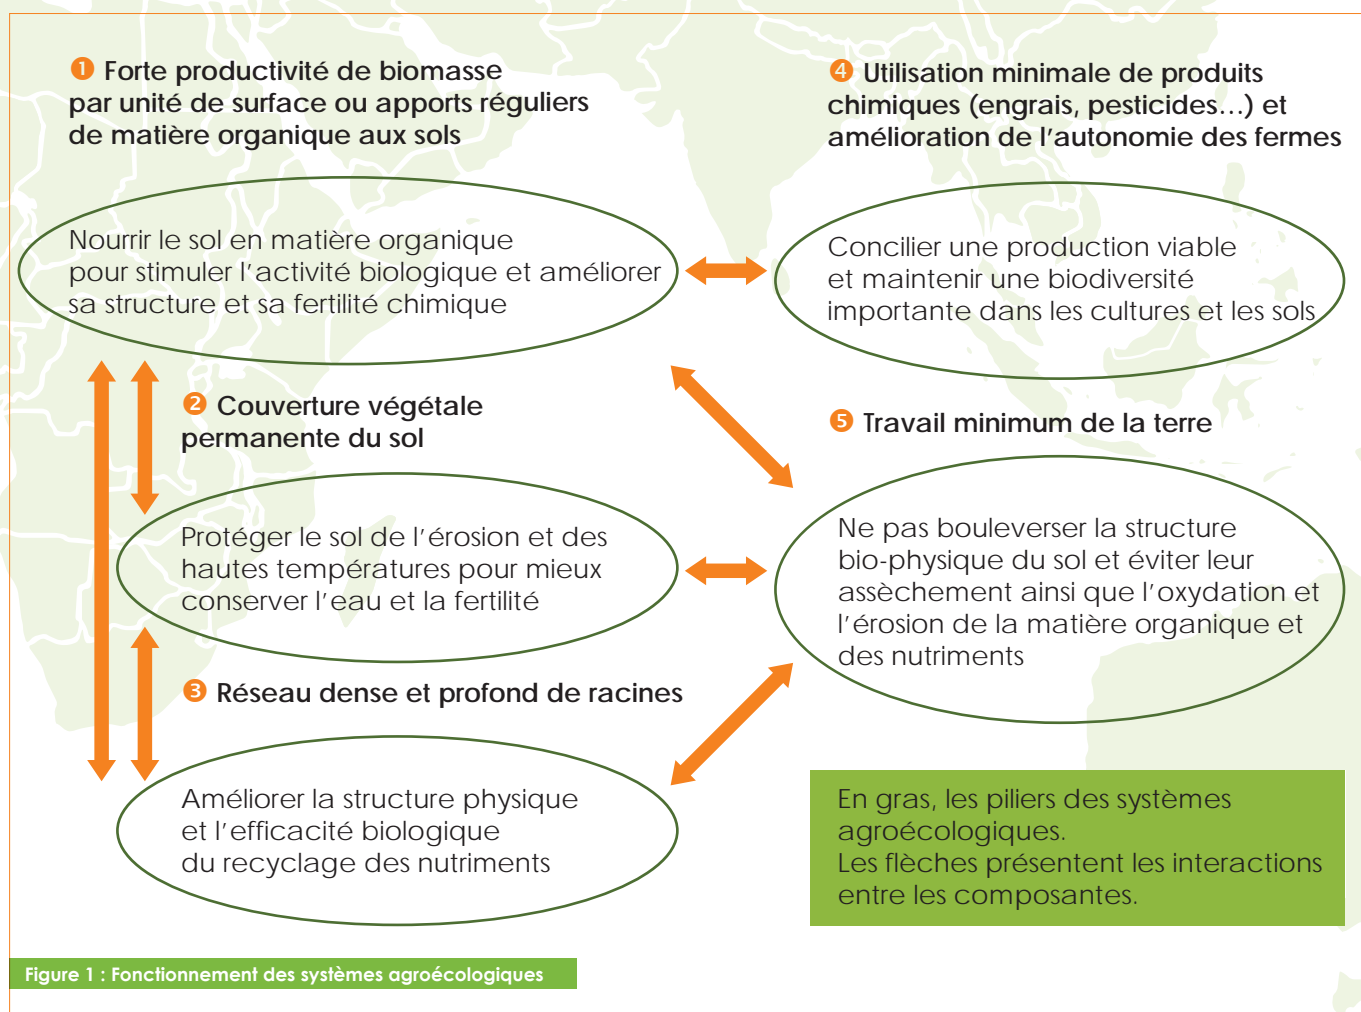 ❶ Forte productivité de biomasse
par unité de surface ou apports réguliers
de matière organique aux sols
Nourrir le sol en matière organique
pour stimuler l’activité biologique et améliorer
sa structure et sa fertilité chimique
❷ Couverture végétale
permanente du sol
Protéger le sol de l’érosion et des
hautes températures pour mieux
conserver l’eau et la fertilité
❸ Réseau dense et profond de racines
Améliorer la structure physique
et l’efficacité biologique
du recyclage des nutriments
❹ Utilisation minimale de produits
chimiques (engrais, pesticides…) et
amélioration de l’autonomie des fermes
Concilier une production viable
et maintenir une biodiversité
importante dans les cultures et les sols
❺ Travail minimum de la terre
Ne pas bouleverser la structure
bio-physique du sol et éviter leur
assèchement ainsi que l’oxydation et
l’érosion de la matière organique et
des nutriments
En gras, les piliers des systèmes
agroécologiques.
Les flèches présentent les interactions
entre les composantes.
Figure 1 : Fonctionnement des systèmes agroécologiques